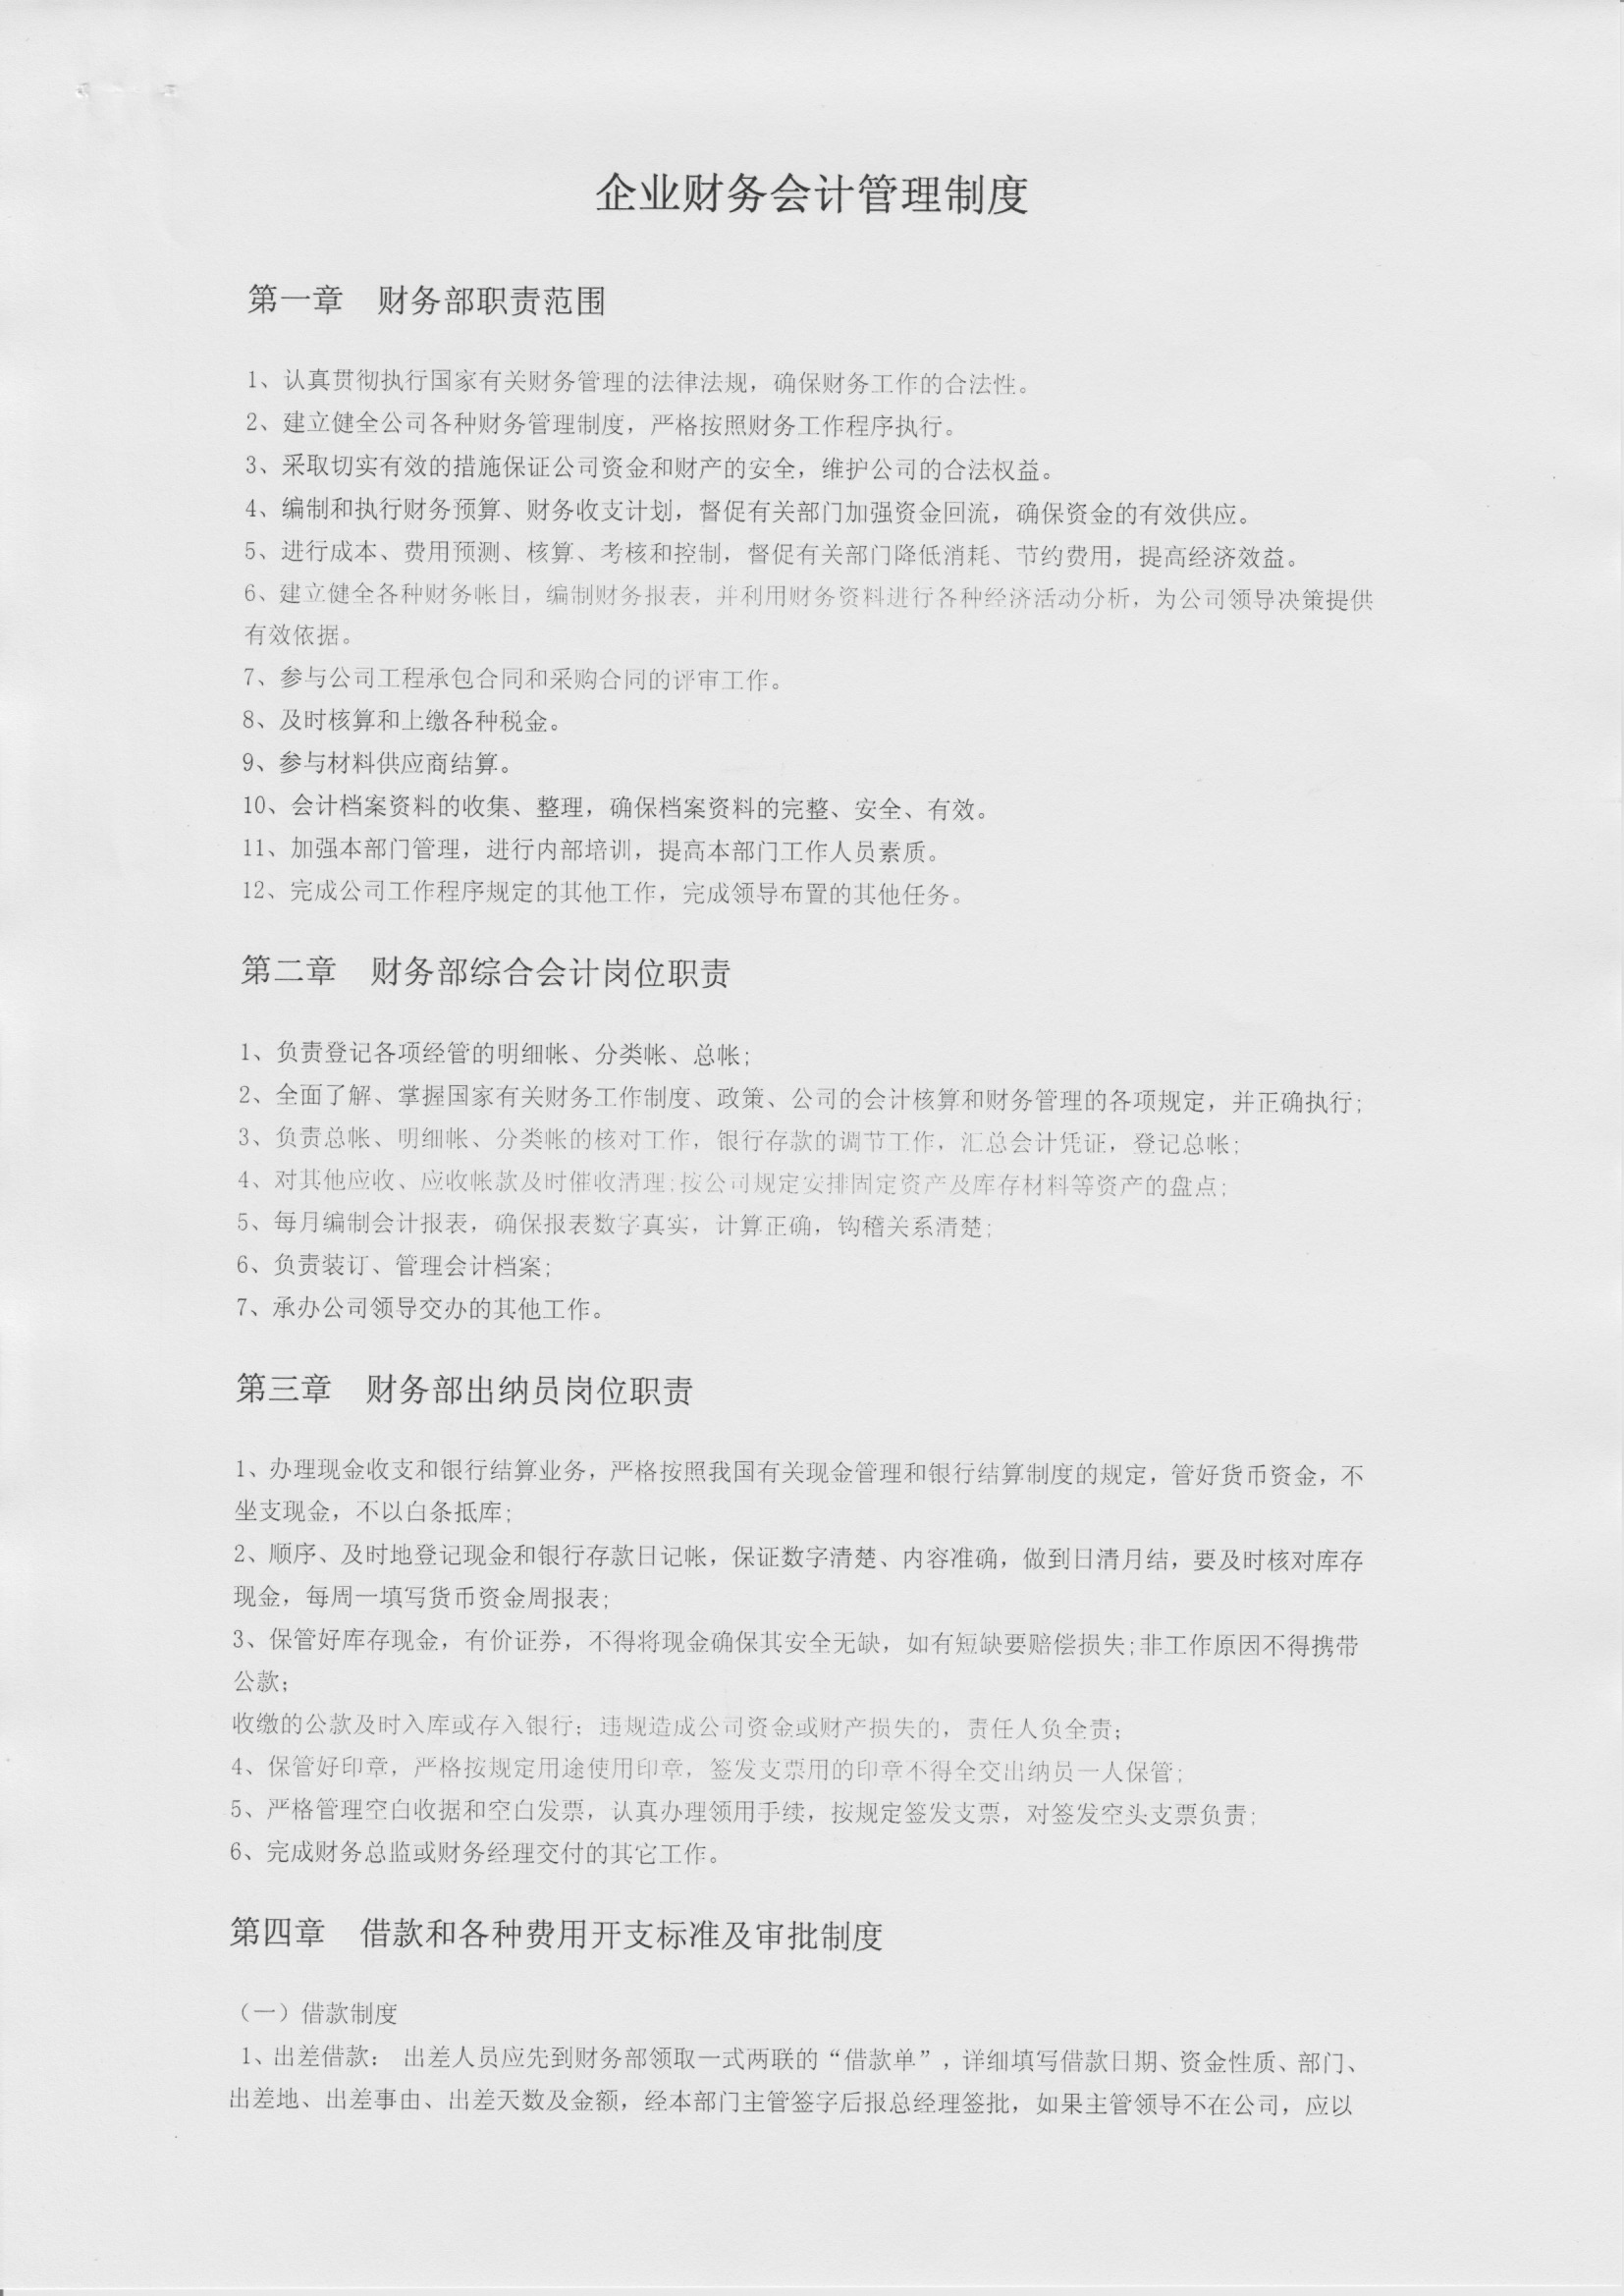 企业财务会计管理制度
第一章　财务部职责范围
1、认真贯彻执行国家有关财务管理的法律法规，确保财务工作的合法性。
2、建立健全公司各种财务管理制度，严格按照财务工作程序执行。
3、采取切实有效的措施保证公司资金和财产的安全，维护公司的合法权益。
4、编制和执行财务预算、财务收支计划，督促有关部门加强资金回流，确保资金的有效供应。
5、进行成本、费用预测、核算、考核和控制，督促有关部门降低消耗、节约费用，提高经济效益。
6、建立健全各种财务帐目，编制财务报表，并利用财务资料进行各种经济活动分析，为公司领导决策提供
有效依据。
7、参与公司工程承包合同和采购合同的评审工作。
8、及时核算和上缴各种税金。
9、参与材料供应商结算。
10、会计档案资料的收集、整理，确保档案资料的完整、安全、有效。
11、加强本部门管理，进行内部培训，提高本部门工作人员素质。
12、完成公司工作程序规定的其他工作，完成领导布置的其他任务。
第二章　财务部综合会计岗位职责
1、负责登记各项经管的明细帐、分类帐、总帐;
2、全面了解、掌握国家有关财务工作制度、政策、公司的会计核算和财务管理的各项规定，并正确执行;
3、负责总帐、明细帐、分类帐的核对工作，银行存款的调节工作，汇总会计凭证，登记总帐;
4、对其他应收、应收帐款及时催收清理;按公司规定安排固定资产及库存材料等资产的盘点;
5、每月编制会计报表，确保报表数字真实，计算正确，钩稽关系清楚;
6、负责装订、管理会计档案;
7、承办公司领导交办的其他工作。
第三章　财务部出纳员岗位职责
1、办理现金收支和银行结算业务，严格按照我国有关现金管理和银行结算制度的规定，管好货币资金，不
坐支现金，不以白条抵库;
2、顺序、及时地登记现金和银行存款日记帐，保证数字清楚、内容准确，做到日清月结，要及时核对库存
现金，每周一填写货币资金周报表;
3、保管好库存现金，有价证券，不得将现金确保其安全无缺，如有短缺要赔偿损失;非工作原因不得携带
公款;
收缴的公款及时入库或存入银行；违规造成公司资金或财产损失的，责任人负全责;
4、保管好印章，严格按规定用途使用印章，签发支票用的印章不得全交出纳员一人保管;
5、严格管理空白收据和空白发票，认真办理领用手续，按规定签发支票，对签发空头支票负责;
6、完成财务总监或财务经理交付的其它工作。
第四章　借款和各种费用开支标准及审批制度
（一）借款制度
1、出差借款： 出差人员应先到财务部领取一式两联的“借款单”，详细填写借款日期、资金性质、部门、
出差地、出差事由、出差天数及金额，经本部门主管签字后报总经理签批，如果主管领导不在公司，应以